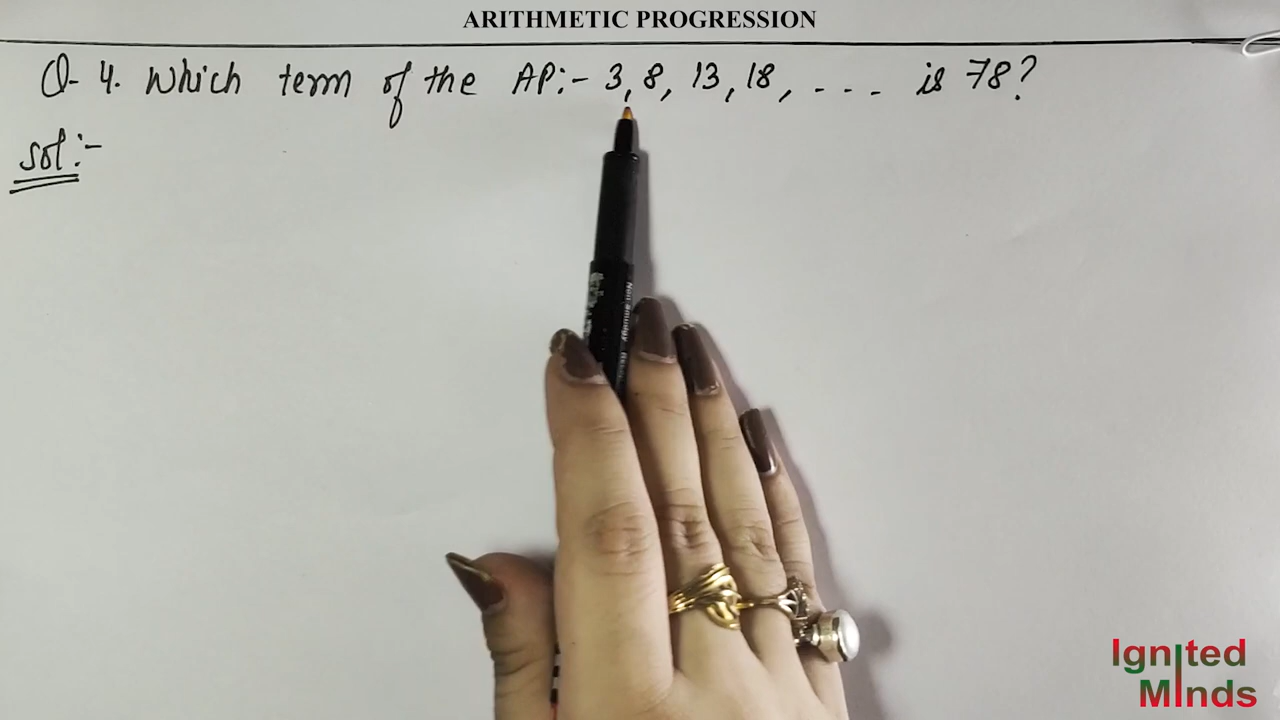 ARITHMETIC PROGRESSION
Q-4. Which term of the AP:- 3, 8, 13, 18, . . . . is 78?
Sol:-
Ignited
Minds